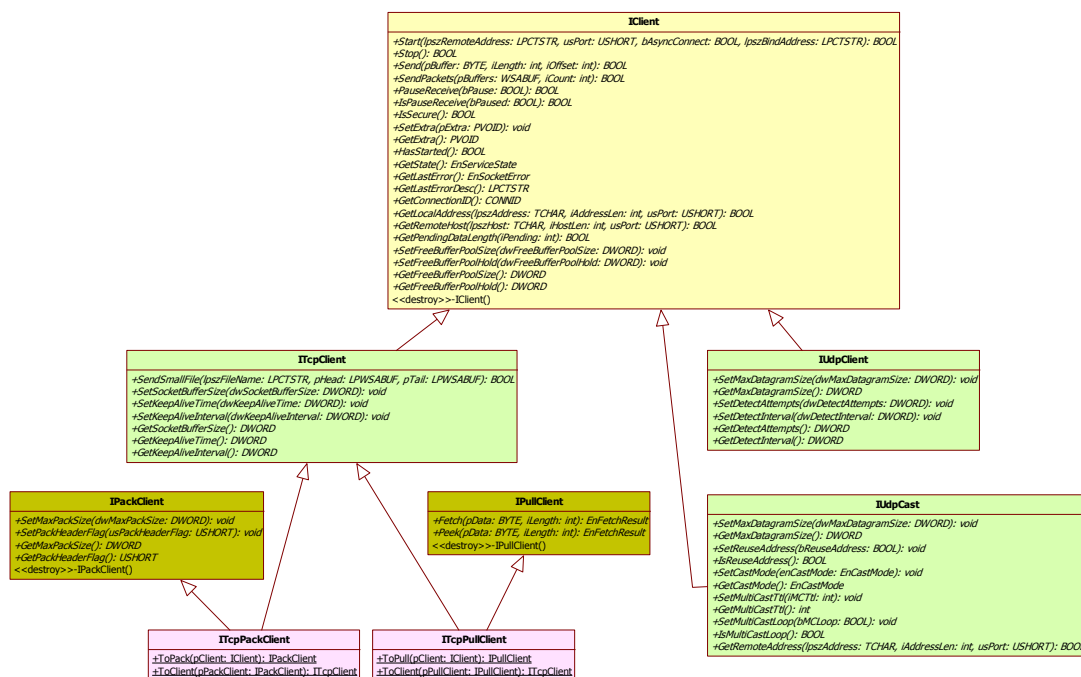 IClient
+Start(lpszRemoteAddress: LPCTSTR, usPort: USHORT, bAsyncConnect: BOOL, lpszBindAddress: LPCTSTR): BOOL
+Stop(): BOOL
+Send(pBuffer: BYTE, iLength: int, iOffset: int): BOOL
+SendPackets(pBuffers: WSABUF, iCount: int): BOOL
+PauseReceive(bPause: BOOL): BOOL
+IsPauseReceive(bPaused: BOOL): BOOL
+IsSecure(): BOOL
+SetExtra(pExtra: PVOID): void
+GetExtra(): PVOID
+HasStarted(): BOOL
+GetState(): EnServiceState
+GetLastError(): EnSocketError
+GetLastErrorDesc(): LPCTSTR
+GetConnectionID(): CONNID
+GetLocalAddress(lpszAddress: TCHAR, iAddressLen: int, usPort: USHORT): BOOL
+GetRemoteHost(lpszHost: TCHAR, iHostLen: int, usPort: USHORT): BOOL
+GetPendingDataLength(iPending: int): BOOL
+SetFreeBufferPoolSize(dwFreeBufferPoolSize: DWORD): void
+SetFreeBufferPoolHold(dwFreeBufferPoolHold: DWORD): void
+GetFreeBufferPoolSize(): DWORD
+GetFreeBufferPoolHold(): DWORD
<<destroy>>-IClient()
ITcpClient
+SendSmallFile(lpszFileName: LPCTSTR, pHead: LPWSABUF, pTail: LPWSABUF): BOOL
+SetSocketBufferSize(dwSocketBufferSize: DWORD): void
+SetKeepAliveTime(dwKeepAliveTime: DWORD): void
+SetKeepAliveInterval(dwKeepAliveInterval: DWORD): void
+GetSocketBufferSize(): DWORD
+GetKeepAliveTime(): DWORD
+GetKeepAliveInterval(): DWORD
IUdpClient
+SetMaxDatagramSize(dwMaxDatagramSize: DWORD): void
+GetMaxDatagramSize(): DWORD
+SetDetectAttempts(dwDetectAttempts: DWORD): void
+SetDetectInterval(dwDetectInterval: DWORD): void
+GetDetectAttempts(): DWORD
+GetDetectInterval(): DWORD
IPackClient
+SetMaxPackSize(dwMaxPackSize: DWORD): void
+SetPackHeaderFlag(usPackHeaderFlag: USHORT): void
+GetMaxPackSize(): DWORD
+GetPackHeaderFlag(): USHORT
<<destroy>>-IPackClient()
IPullClient
+Fetch(pData: BYTE, iLength: int): EnFetchResult
+Peek(pData: BYTE, iLength: int): EnFetchResult
<<destroy>>-IPullClient()
IUdpCast
+SetMaxDatagramSize(dwMaxDatagramSize: DWORD): void
+GetMaxDatagramSize(): DWORD
+SetReuseAddress(bReuseAddress: BOOL): void
+IsReuseAddress(): BOOL
+SetCastMode(enCastMode: EnCastMode): void
+GetCastMode(): EnCastMode
+SetMultiCastTtl(iMCTtl: int): void
+GetMultiCastTtl(): int
+SetMultiCastLoop(bMCLoop: BOOL): void
+IsMultiCastLoop(): BOOL
+GetRemoteAddress(lpszAddress: TCHAR, iAddressLen: int, usPort: USHORT): BOOL
ITcpPackClient
+ToPack(pClient: IClient): IPackClient
+ToClient(pPackClient: IPackClient): ITcpClient
ITcpPullClient
+ToPull(pClient: IClient): IPullClient
+ToClient(pPullClient: IPullClient): ITcpClient